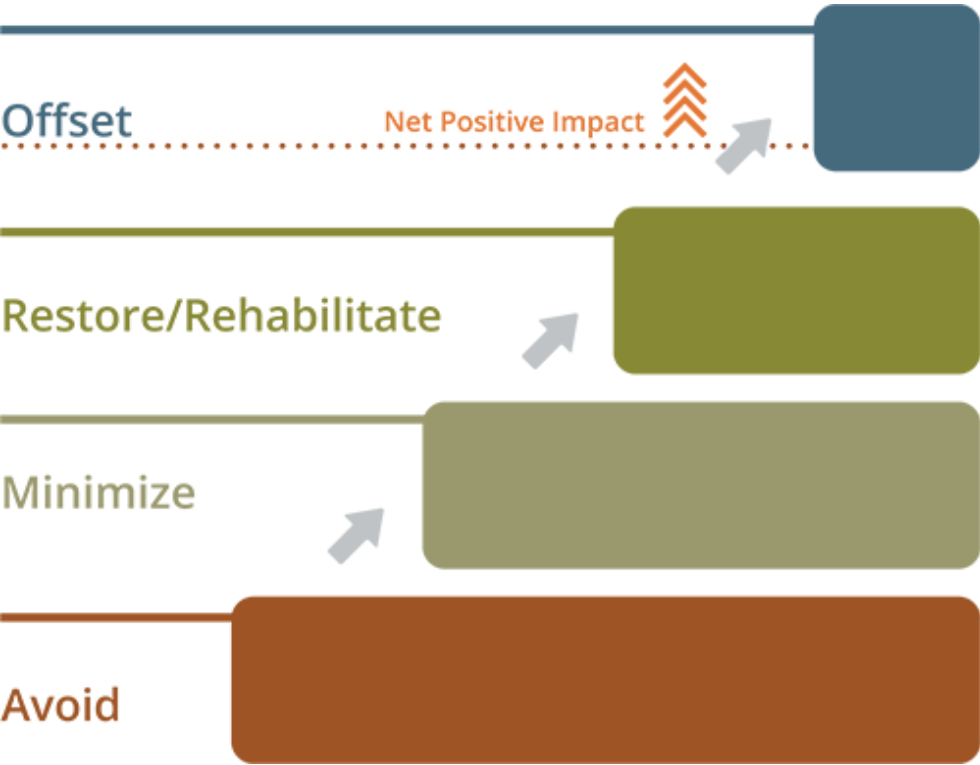 Offset
Net Positive Impact
Restore/Rehabilitate
Minimize
Avoid